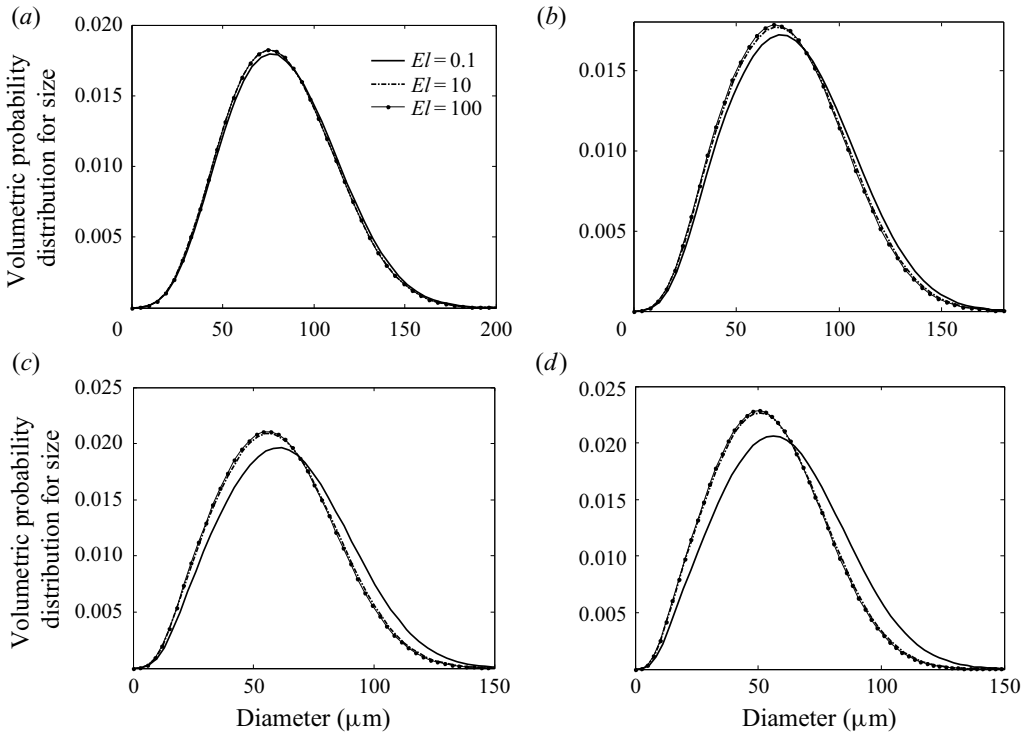 (a)
0.020
0.015
0.010
0.005
0
50
100
150
200
El = 0.1
El = 10
El = 100
Volumetric probability
distribution for size
(b)
0.015
0.010
0.005
0
50
100
150
(c)
0.025
0.020
0.015
0.010
0.005
0
50
100
150
Volumetric probability
distribution for size
Diameter (μm)
(d)
0.025
0.020
0.015
0.010
0.005
0
50
100
150
Diameter (μm)